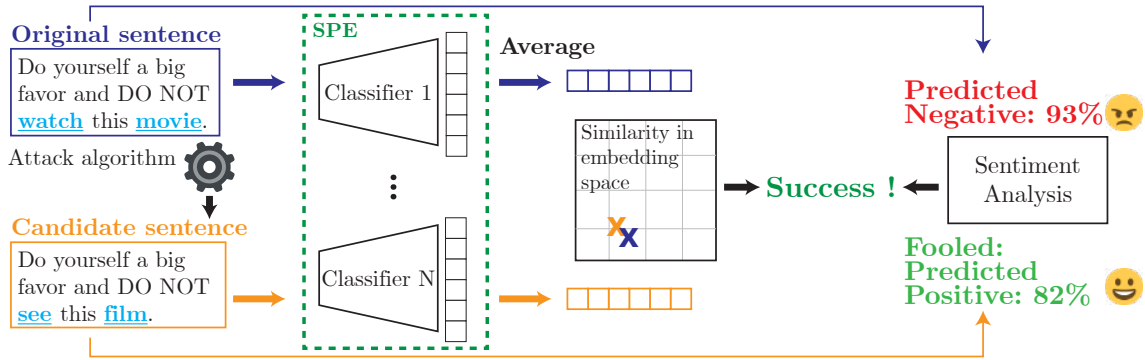 Original sentence
Do yourself a big
favor and DO NOT
watch this movie.
Attack algorithm
Candidate sentence
Do yourself a big
favor and DO NOT
see this film.
SPE
Classifier 1
Classifier N
Average
Similarity in
embedding
space
X
X
Success !
Predicted
Negative: 93%
Sentiment
Analysis
Fooled:
Predicted
Positive: 82%